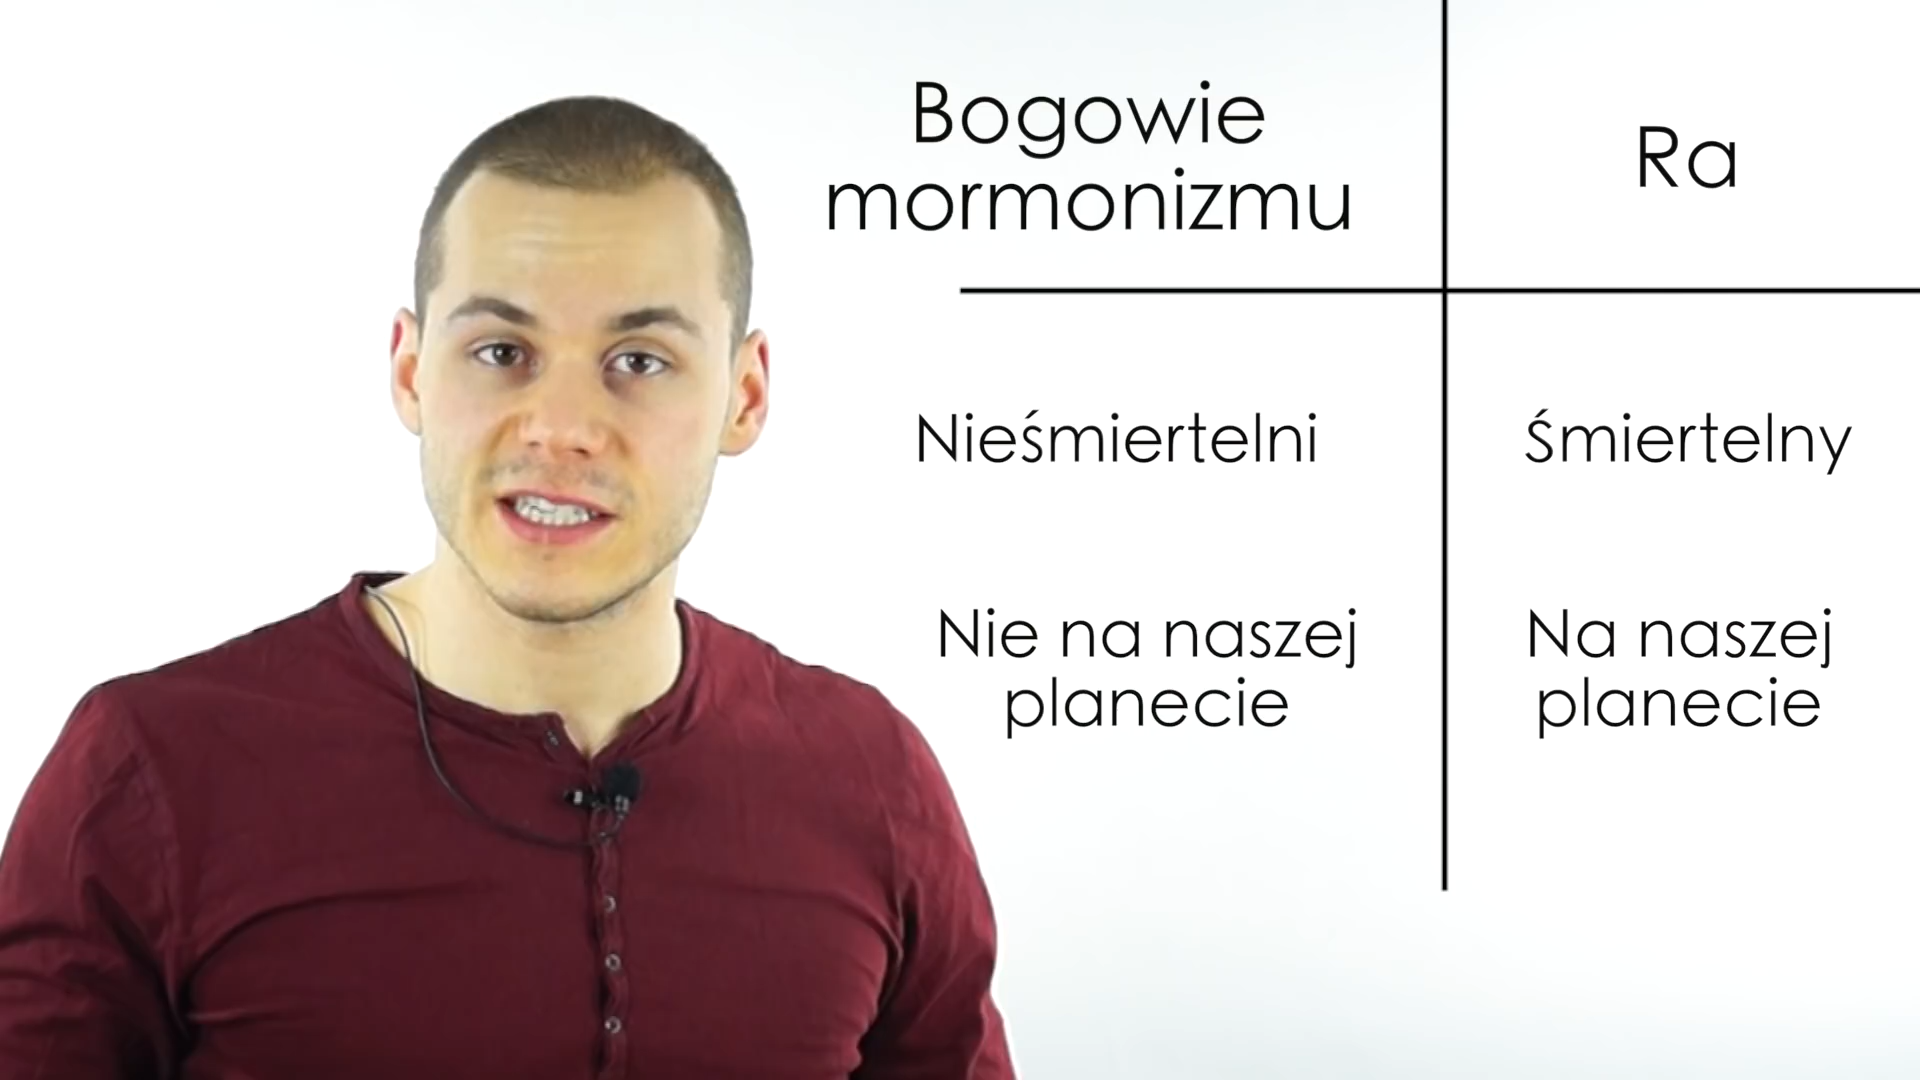 Bogowie
mormonizmu
Ra
Nieśmiertelni
Śmiertelny
Nie na naszej
planecie
Na naszej
planecie